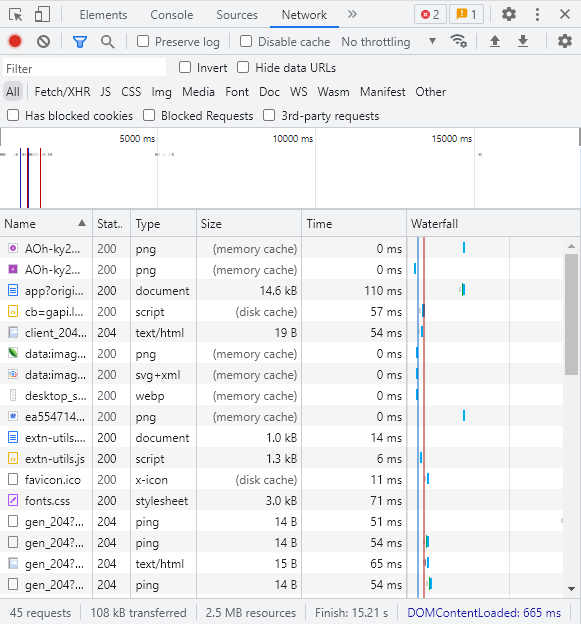 Elements Console Sources Network » 2 1
Preserve log Disable cache No throttling
Filter Invert Hide data URLs
All Fetch/XHR JS CSS Img Media Font Doc WS Wasm Manifest Other
Has blocked cookies Blocked Requests 3rd-party requests
5000 ms 10000 ms 15000 ms
Name Stat.. Type Size Time Waterfall
AOh-ky2... 200 png (memory cache) 0 ms
AOh-ky2... 200 png (memory cache) 0 ms
app?origi... 200 document 14.6 kB 110 ms
cb=gapi.l... 200 script (disk cache) 57 ms
client_204... 204 text/html 19 B 54 ms
data:imag... 200 png (memory cache) 0 ms
data:imag... 200 svg+xml (memory cache) 0 ms
desktop_s... 200 webp (memory cache) 0 ms
ea554714... 200 png (memory cache) 0 ms
extn-utils.... 200 document 1.0 kB 14 ms
extn-utils.js 200 script 1.3 kB 6 ms
favicon.ico 200 x-icon (disk cache) 11 ms
fonts.css 200 stylesheet 3.0 kB 71 ms
gen_204?... 204 ping 14 B 51 ms
gen_204?... 204 ping 14 B 54 ms
gen_204?... 204 text/html 15 B 65 ms
gen_204?... 204 ping 14 B 54 ms
45 requests 108 kB transferred 2.5 MB resources Finish: 15.21 s DOMContentLoaded: 665 ms